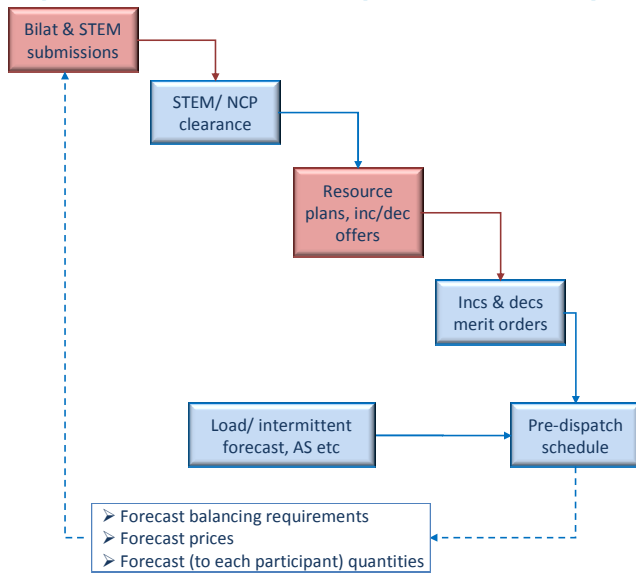 Bilat & STEM
submissions
STEM/ NCP
clearance
Resource
plans, inc/dec
offers
Incs & decs
merit orders
Load/ intermittent
forecast, AS etc
Pre-dispatch
schedule
➢ Forecast balancing requirements
➢ Forecast prices
➢ Forecast (to each participant) quantities